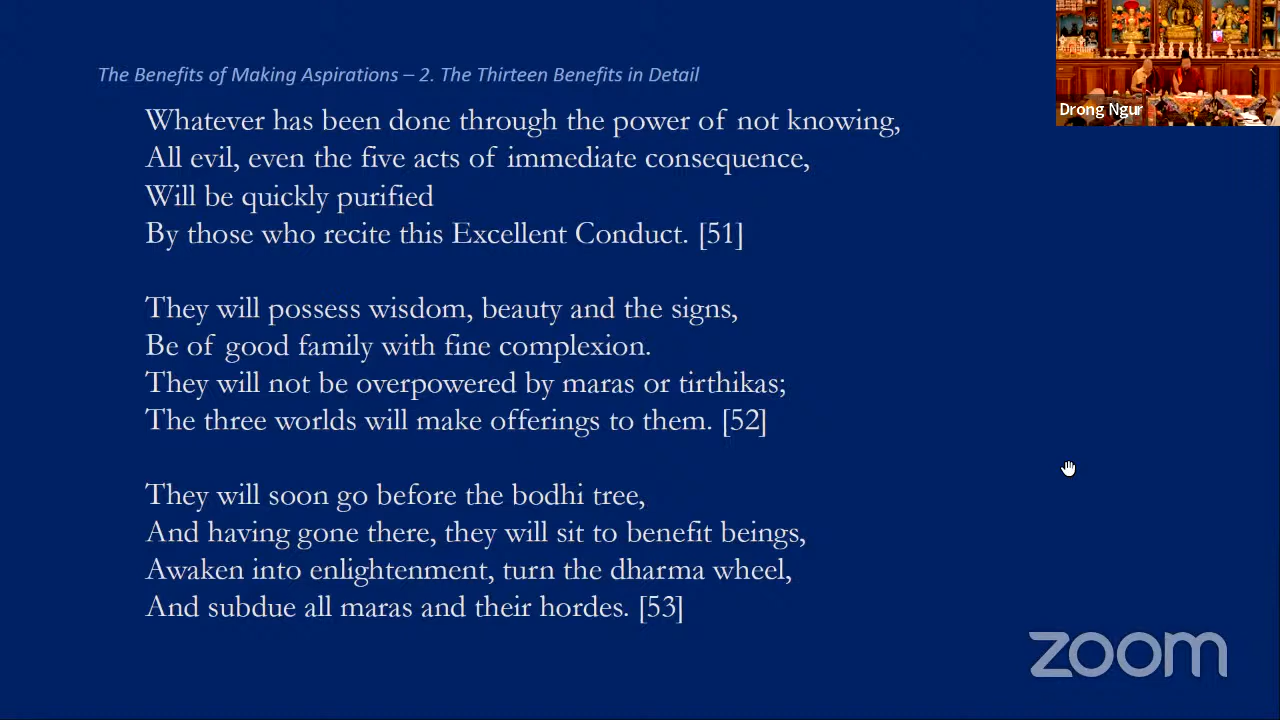 The Benefits of Making Aspirations – 2. The Thirteen Benefits in Detail
Drong Ngur
Whatever has been done through the power of not knowing,
All evil, even the five acts of immediate consequence,
Will be quickly purified
By those who recite this Excellent Conduct. [51]
They will possess wisdom, beauty and the signs,
Be of good family with fine complexion.
They will not be overpowered by maras or tirthikas;
The three worlds will make offerings to them. [52]
They will soon go before the bodhi tree,
And having gone there, they will sit to benefit beings,
Awaken into enlightenment, turn the dharma wheel,
And subdue all maras and their hordes. [53]
zoom